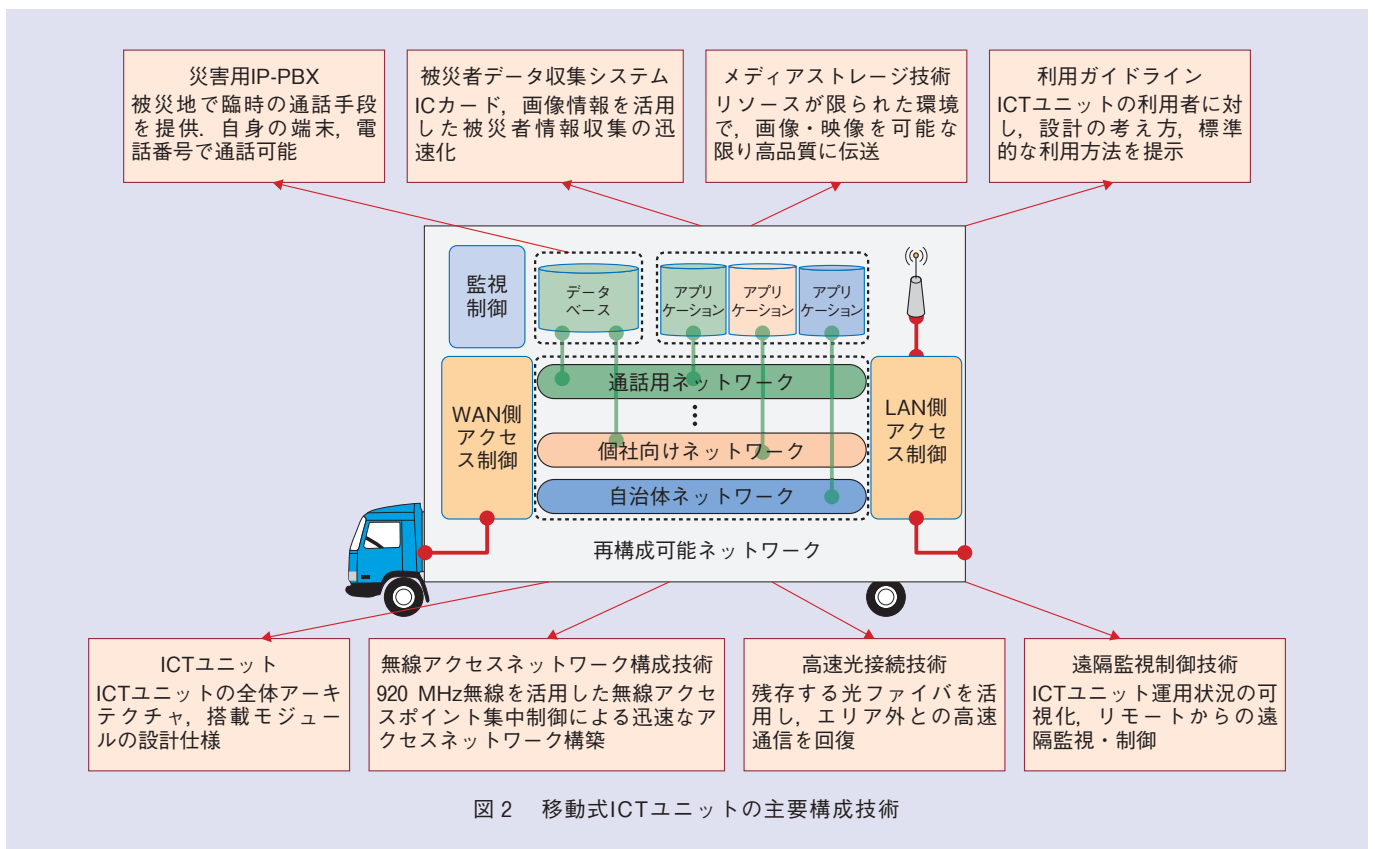 災害用IP-PBX
被災地で臨時の通話手段
を提供．自身の端末，電
話番号で通話可能
被災者データ収集システム
ICカード，画像情報を活用
した被災者情報収集の迅
速化
メディアストレージ技術
リソースが限られた環境
で，画像・映像を可能な
限り高品質に伝送
利用ガイドライン
ICTユニットの利用者に対
し，設計の考え方，標準
的な利用方法を提示
監視
制御
データ
ベース
アプリ
ケーション
アプリ
ケーション
アプリ
ケーション
WAN側
アクセ
ス制御
通話用ネットワーク
個社向けネットワーク
自治体ネットワーク
LAN側
アクセ
ス制御
再構成可能ネットワーク
ICTユニット
ICTユニットの全体アーキ
テクチャ，搭載モジュー
ルの設計仕様
無線アクセスネットワーク構成技術
920 MHz無線を活用した無線アクセ
スポイント集中制御による迅速なア
クセスネットワーク構築
高速光接続技術
残存する光ファイバを活
用し，エリア外との高速
通信を回復
遠隔監視制御技術
ICTユニット運用状況の可
視化，リモートからの遠
隔監視・制御
図2　移動式ICTユニットの主要構成技術